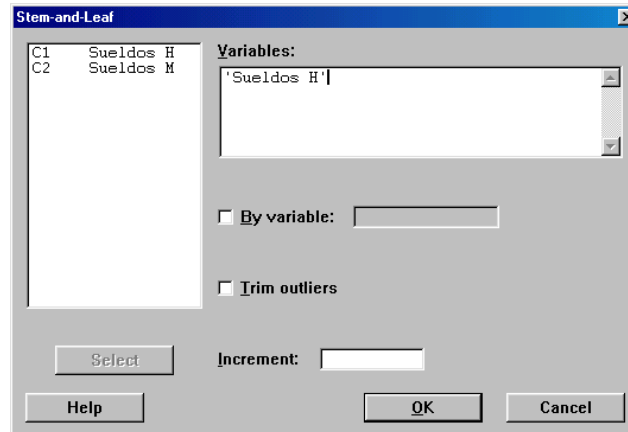 Stem-and-Leaf
C1 Sueldos H
C2 Sueldos M
Variables:
'Sueldos H'
By variable:
Trim outliers
Select
Increment:
Help
OK
Cancel